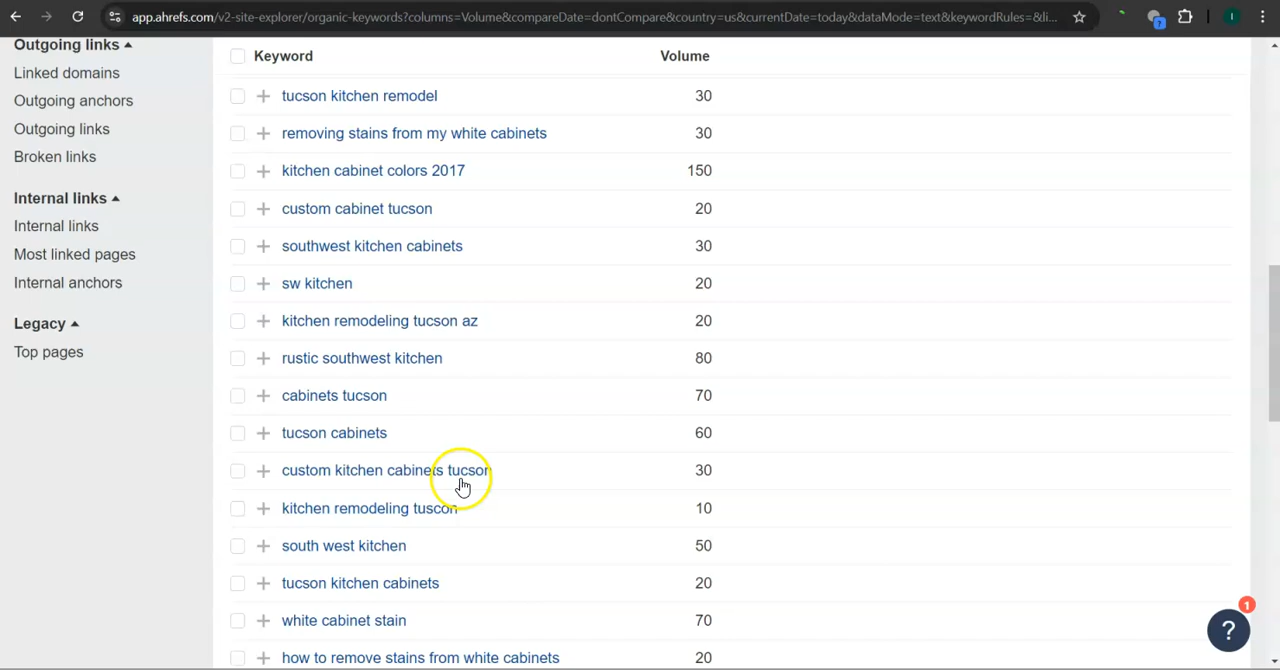 app.ahrefs.com/v2-site-explorer/organic-keywords?columns=Volume&compareDate=dontCompare&country=us&currentDate=today&dataMode=text&keywordRules=&li...
I
Outgoing links
Linked domains
Outgoing anchors
Outgoing links
Broken links
Internal links
Internal links
Most linked pages
Internal anchors
Legacy
Top pages
Keyword Volume
tucson kitchen remodel 30
removing stains from my white cabinets 30
kitchen cabinet colors 2017 150
custom cabinet tucson 20
southwest kitchen cabinets 30
sw kitchen 20
kitchen remodeling tucson az 20
rustic southwest kitchen 80
cabinets tucson 70
tucson cabinets 60
custom kitchen cabinets tucson 30
kitchen remodeling tuscon 10
south west kitchen 50
tucson kitchen cabinets 20
white cabinet stain 70
how to remove stains from white cabinets 20
?
1
7